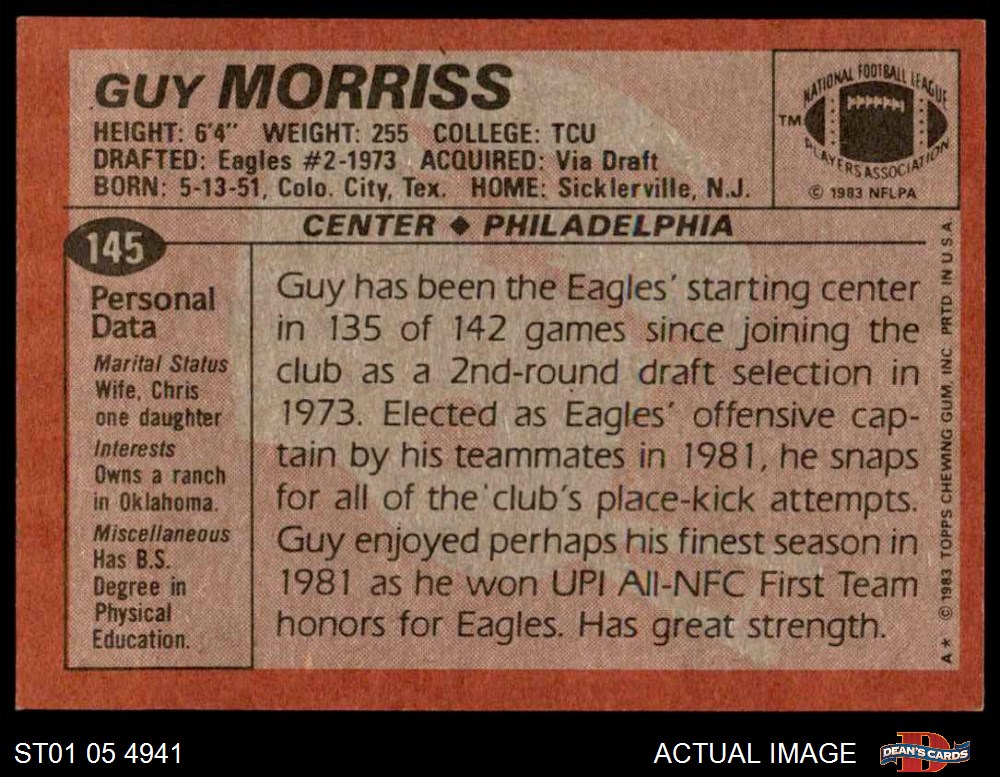 GUY MORRISS
HEIGHT: 6'4" WEIGHT: 255 COLLEGE: TCU
DRAFTED: Eagles #2-1973 ACQUIRED: Via Draft
BORN: 5-13-51, Colo. City, Tex. HOME: Sicklerville, N.J.
NATIONAL FOOTBALL LEAGUE
TM
PLAYERS ASSOCIATION
© 1983 NFLPA
CENTER ◆ PHILADELPHIA
145
Personal
Data
Marital Status
Wife, Chris
one daughter
Interests
Owns a ranch
in Oklahoma.
Miscellaneous
Has B.S.
Degree in
Physical
Education.
Guy has been the Eagles' starting center
in 135 of 142 games since joining the
club as a 2nd-round draft selection in
1973. Elected as Eagles' offensive cap-
tain by his teammates in 1981, he snaps
for all of the club's place-kick attempts.
Guy enjoyed perhaps his finest season in
1981 as he won UPI All-NFC First Team
honors for Eagles. Has great strength.
A * © 1983 TOPPS CHEWING GUM, INC. PRTD. IN U.S.A.
ST01 05 4941
ACTUAL IMAGE
D
DEAN'S CARDS